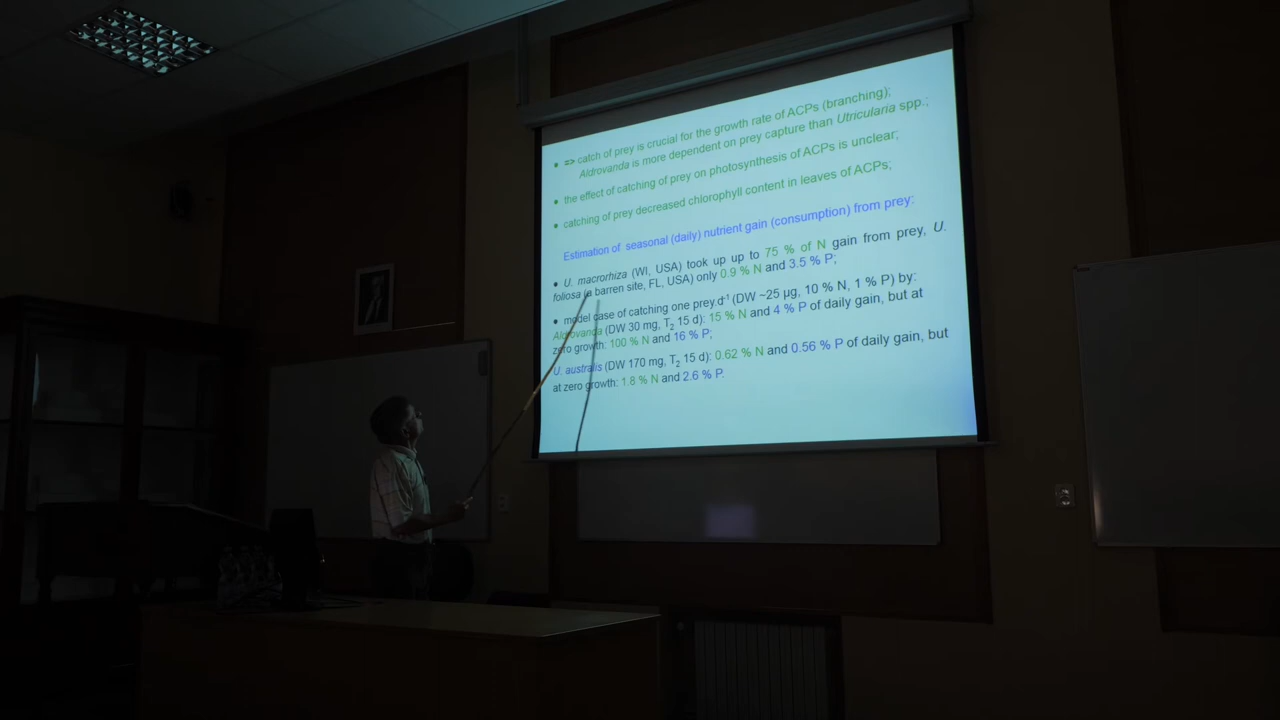 • => catch of prey is crucial for the growth rate of ACPs (branching);
Aldrovanda is more dependent on prey capture than Utricularia spp.;
• the effect of catching of prey on photosynthesis of ACPs is unclear;
• catching of prey decreased chlorophyll content in leaves of ACPs;
Estimation of seasonal (daily) nutrient gain (consumption) from prey:
• U. macrorhiza (WI, USA) took up up to 75 % of N gain from prey, U.
foliosa (a barren site, FL, USA) only 0.9 % N and 3.5 % P;
• model case of catching one prey.d⁻¹ (DW ~25 µg, 10 % N, 1 % P) by:
Aldrovanda (DW 30 mg, T₂ 15 d): 15 % N and 4 % P of daily gain, but at
zero growth: 100 % N and 16 % P;
U. australis (DW 170 mg, T₂ 15 d): 0.62 % N and 0.56 % P of daily gain, but
at zero growth: 1.8 % N and 2.6 % P.